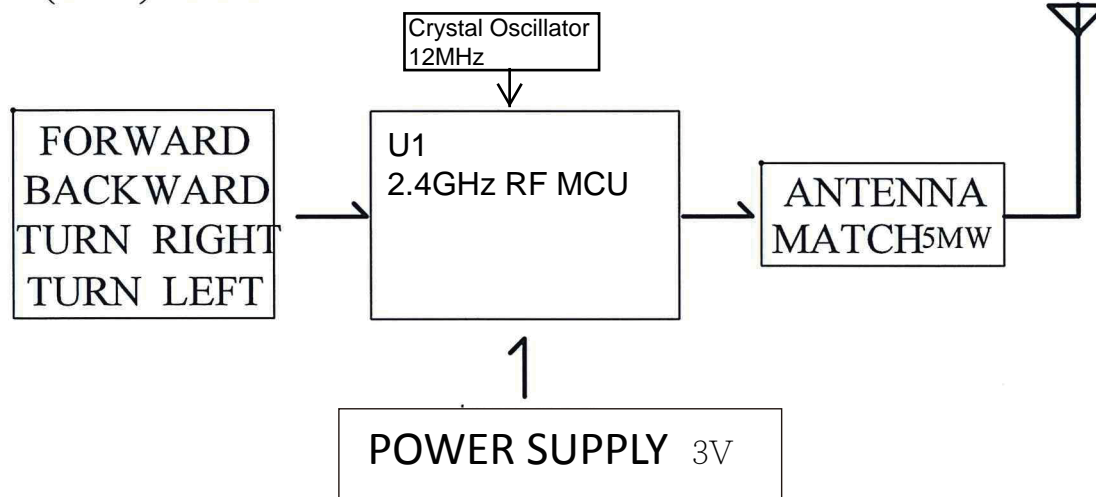 Crystal Oscillator
12MHz
FORWARD
BACKWARD
TURN RIGHT
TURN LEFT
U1
2.4GHz RF MCU
ANTENNA
MATCH5MW
POWER SUPPLY 3V